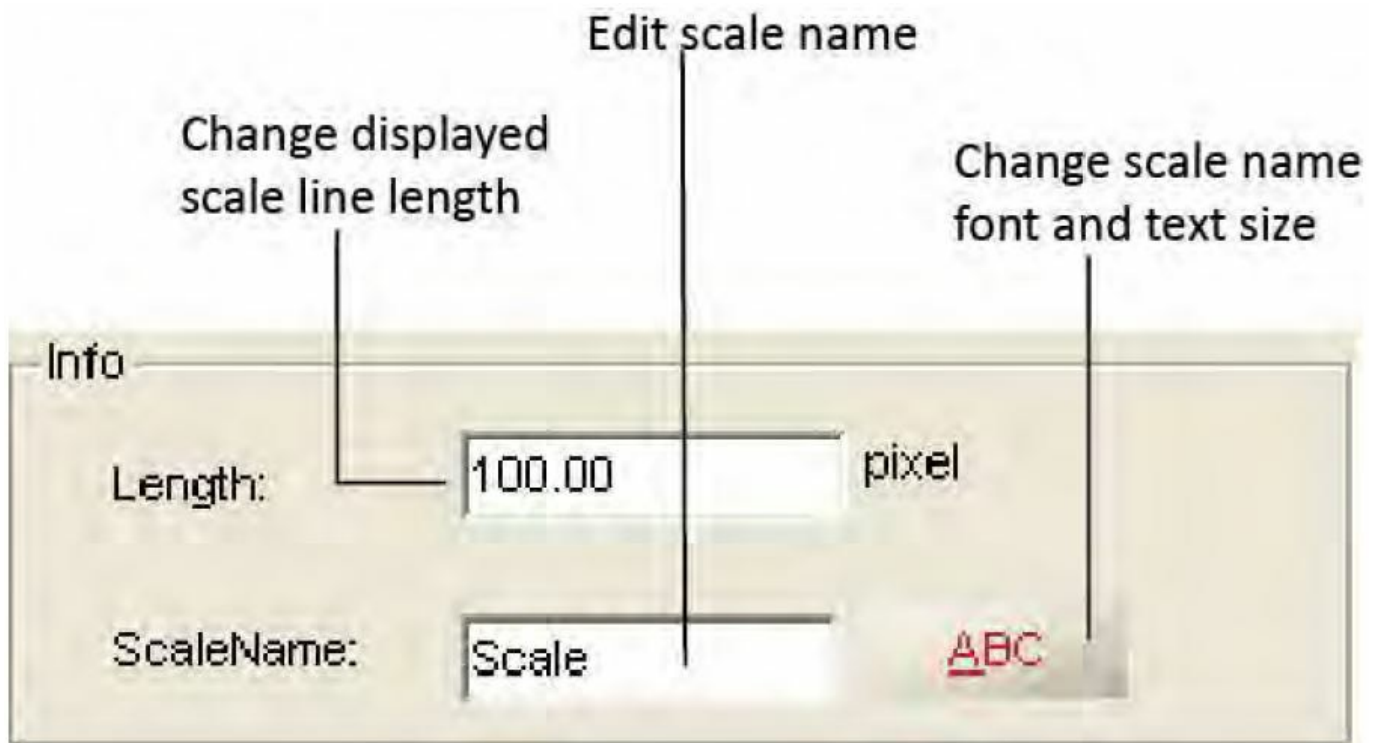 Edit scale name
Change displayed
scale line length
Change scale name
font and text size
Info
Length:
100.00
pixel
ScaleName:
Scale
ABC